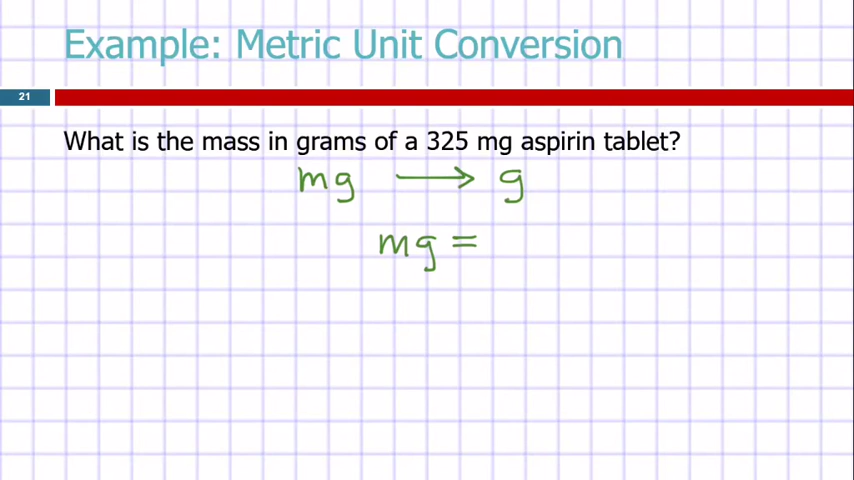 Example: Metric Unit Conversion
21
What is the mass in grams of a 325 mg aspirin tablet?
mg → g
mg =